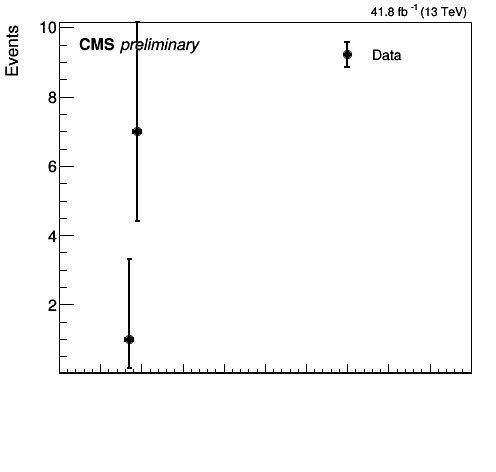 41.8 fb⁻¹ (13 TeV)
Events
CMS preliminary
Data
10
8
6
4
2